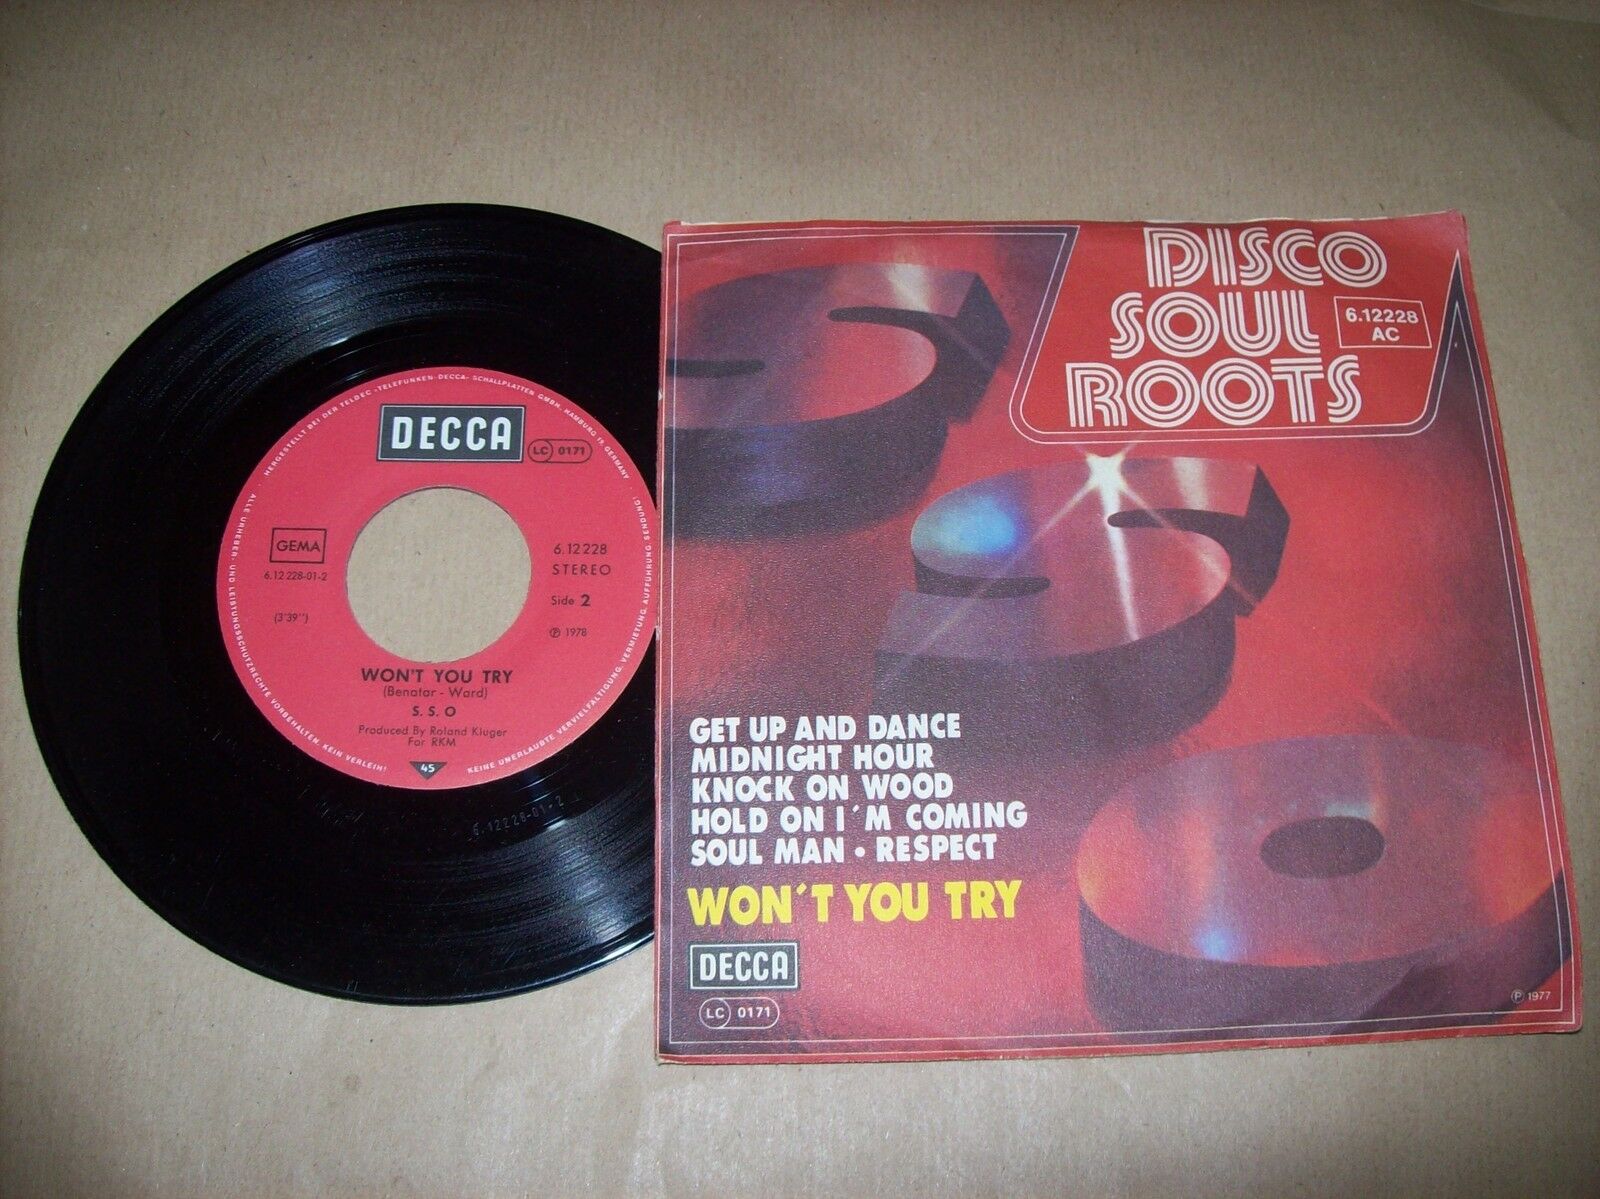 HERGESTELLT BEI DER TELDEC »TELEFUNKEN-DECCA« SCHALLPLATTEN GMBH, HAMBURG 19, GERMANY
ALLE URHEBER- UND LEISTUNGSSCHUTZRECHTE VORBEHALTEN. KEIN VERLEIH!
KEINE UNERLAUBTE VERVIELFÄLTIGUNG, VERMIETUNG, AUFFÜHRUNG, SENDUNG!
DECCA
LC 0171
GEMA
6.12 228-01-2
(3'39'')
6.12228
STEREO
Side 2
℗ 1978
WON'T YOU TRY
(Benatar - Ward)
S. S. O
Produced By Roland Kluger
For RKM
45
6.12228-01-2
DISCO
SOUL
ROOTS
6.12228
AC
SSO
GET UP AND DANCE
MIDNIGHT HOUR
KNOCK ON WOOD
HOLD ON I´M COMING
SOUL MAN • RESPECT
WON´T YOU TRY
DECCA
LC 0171
℗ 1977